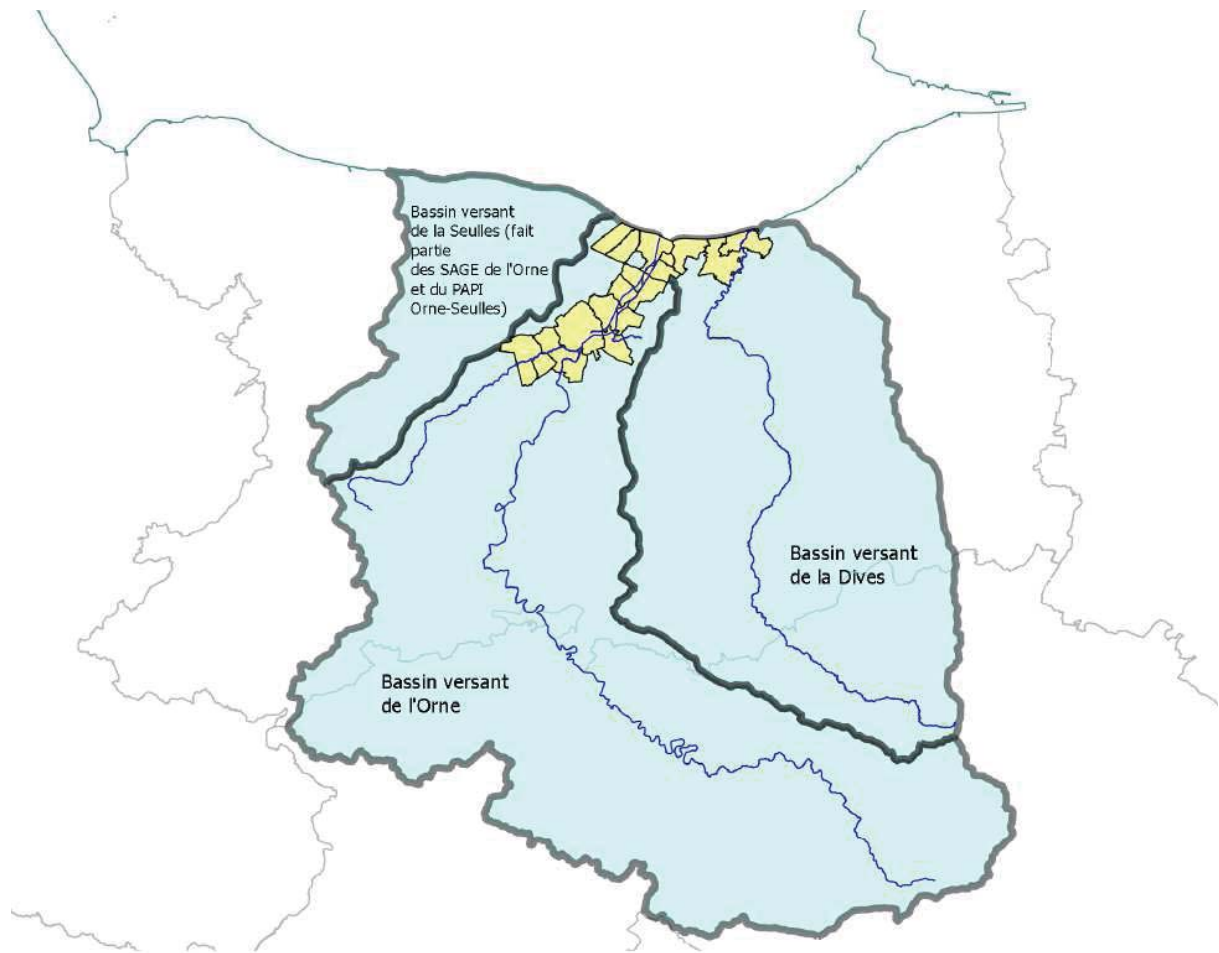 Bassin versant
de la Seulles (fait
partie
des SAGE de l'Orne
et du PAPI
Orne-Seulles)
Bassin versant
de la Dives
Bassin versant
de l'Orne